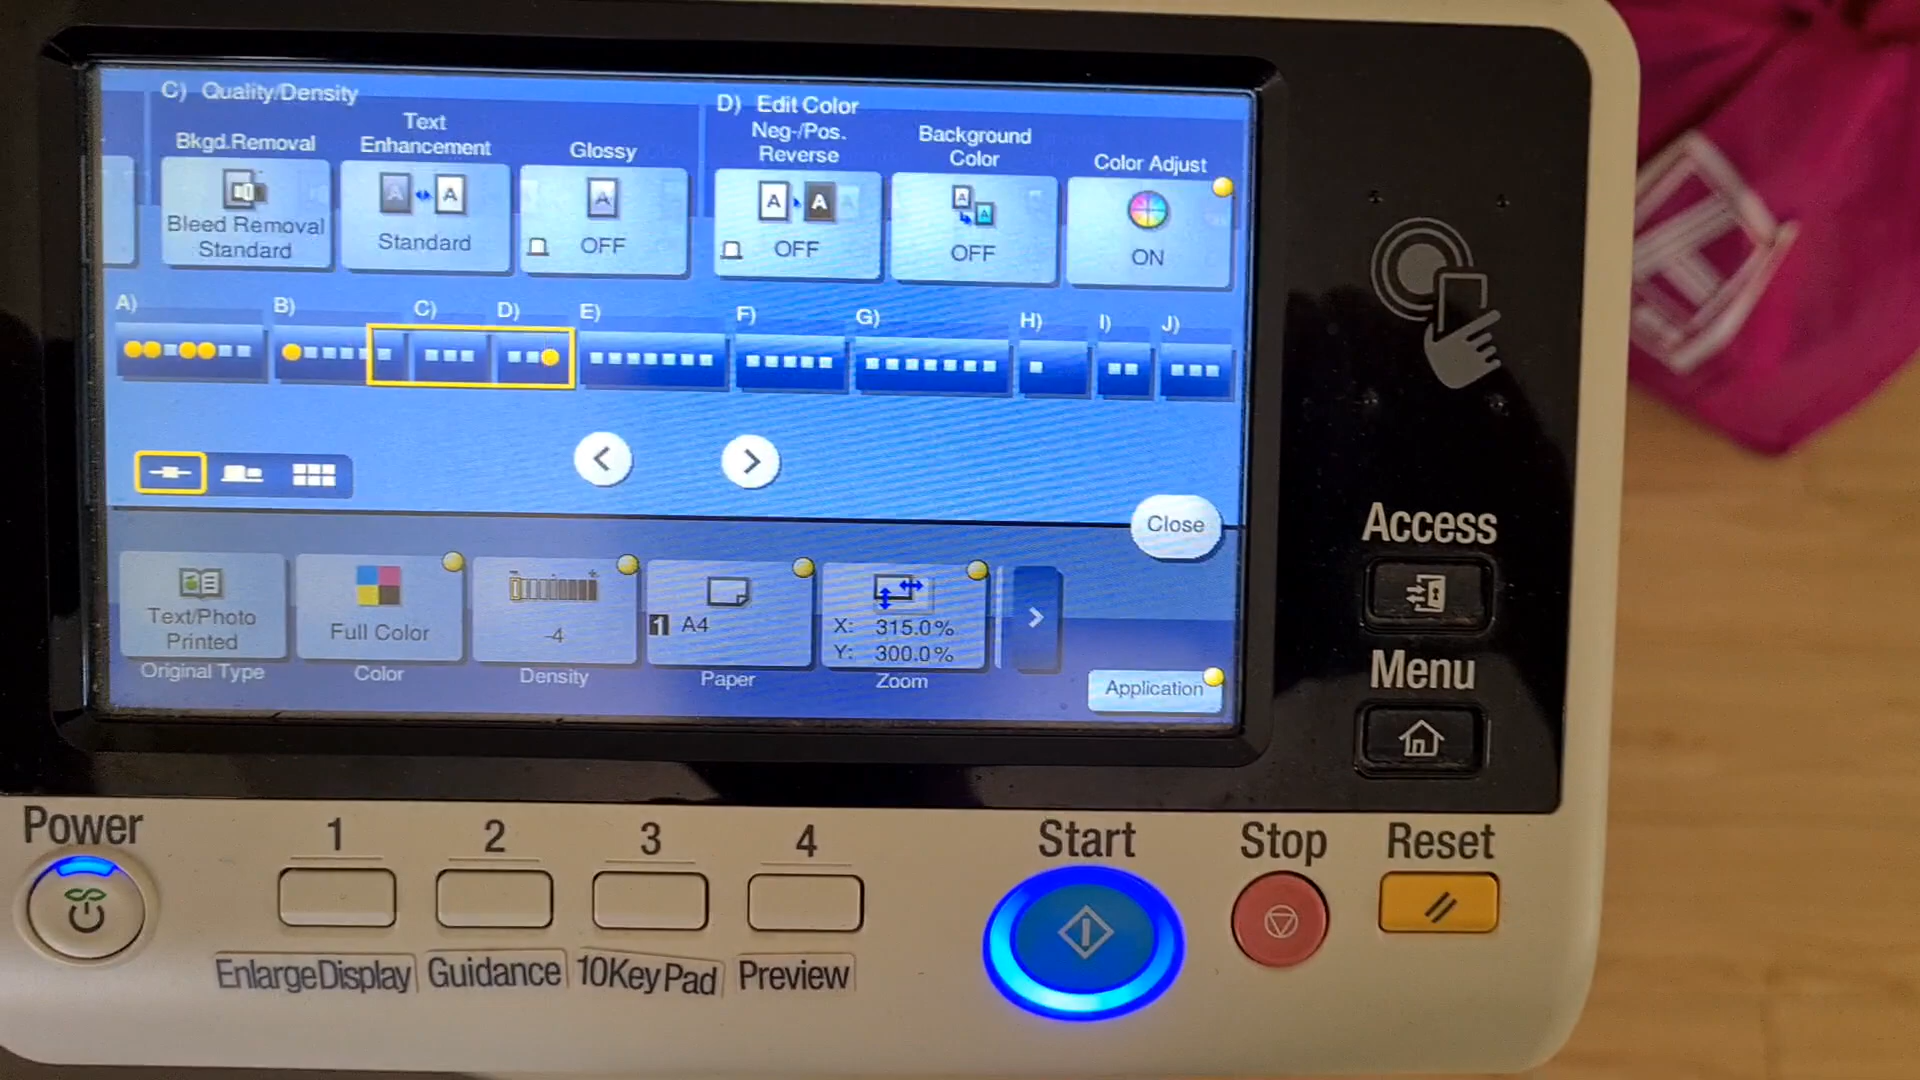 C) Quality/Density
D) Edit Color
Bkgd.Removal
Text
Enhancement
Glossy
Neg-/Pos.
Reverse
Background
Color
Color Adjust
Bleed Removal
Standard
Standard
OFF
OFF
OFF
ON
A) B) C) D) E) F) G) H) I) J)
Close
Text/Photo
Printed
Full Color
-4
1 A4
X: 315.0%
Y: 300.0%
Original Type
Color
Density
Paper
Zoom
Application
Access
Menu
Power
1
2
3
4
Start
Stop
Reset
EnlargeDisplay
Guidance
10KeyPad
Preview